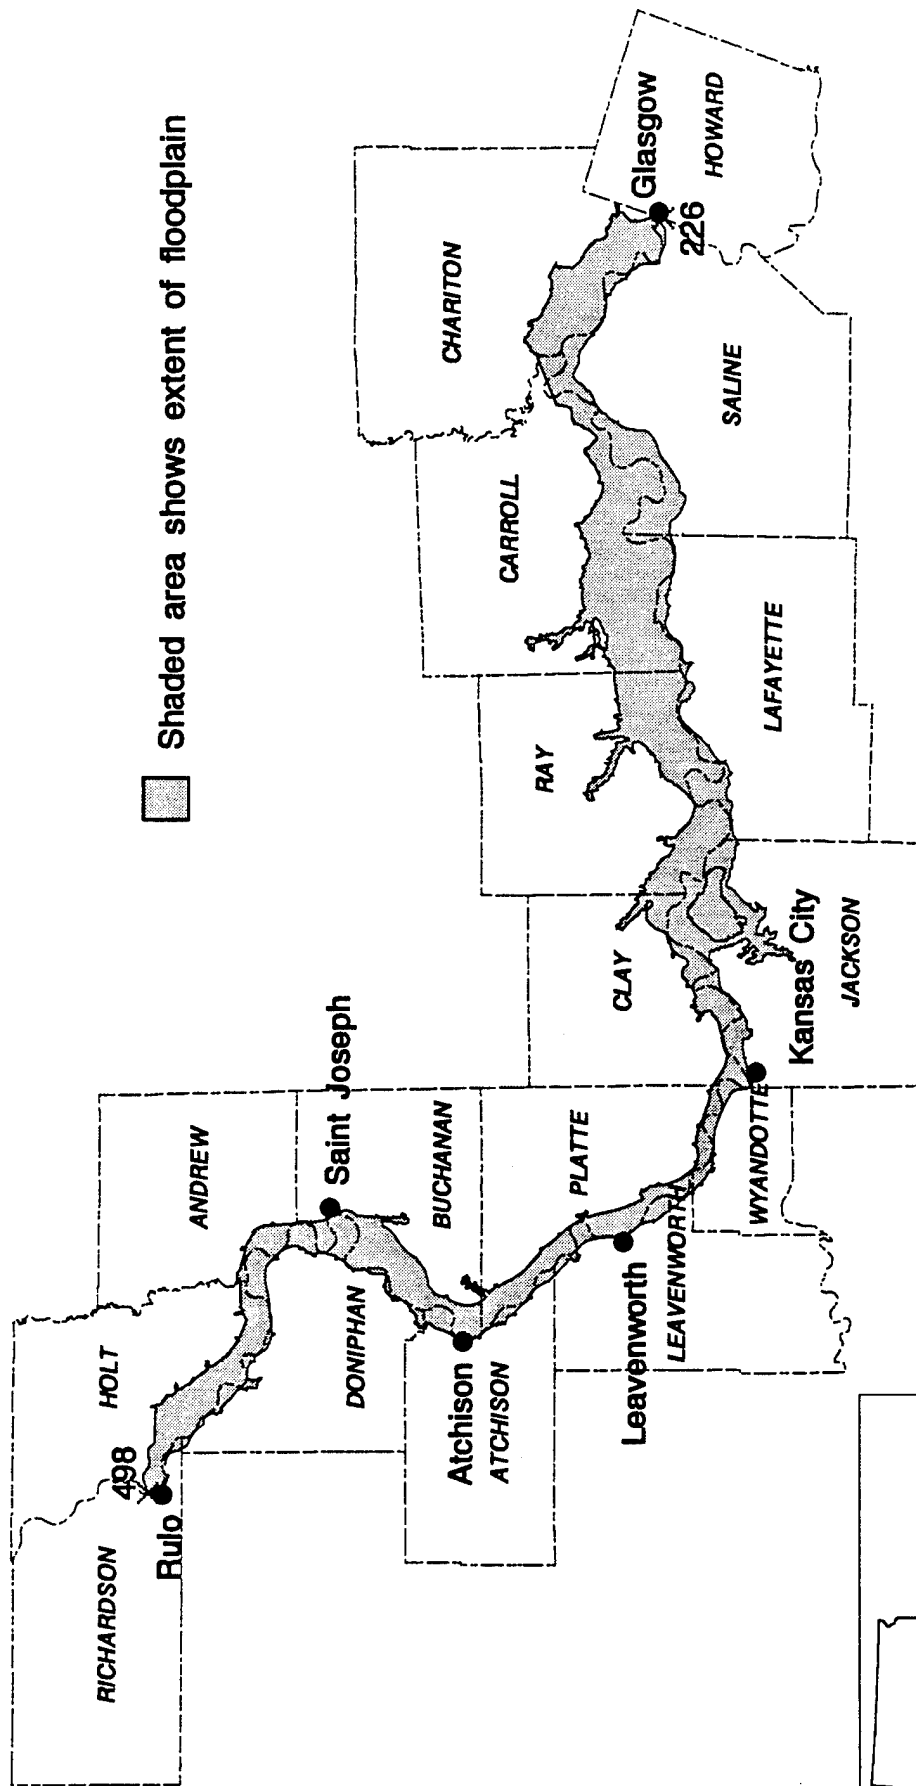 Shaded area shows extent of floodplain
RICHARDSON
HOLT
498
Rulo
ANDREW
Saint Joseph
DONIPHAN
BUCHANAN
Atchison
ATCHISON
PLATTE
Leavenworth
LEAVENWORTH
WYANDOTTE
CLAY
Kansas City
JACKSON
RAY
LAFAYETTE
CARROLL
SALINE
CHARITON
Glasgow
226
HOWARD